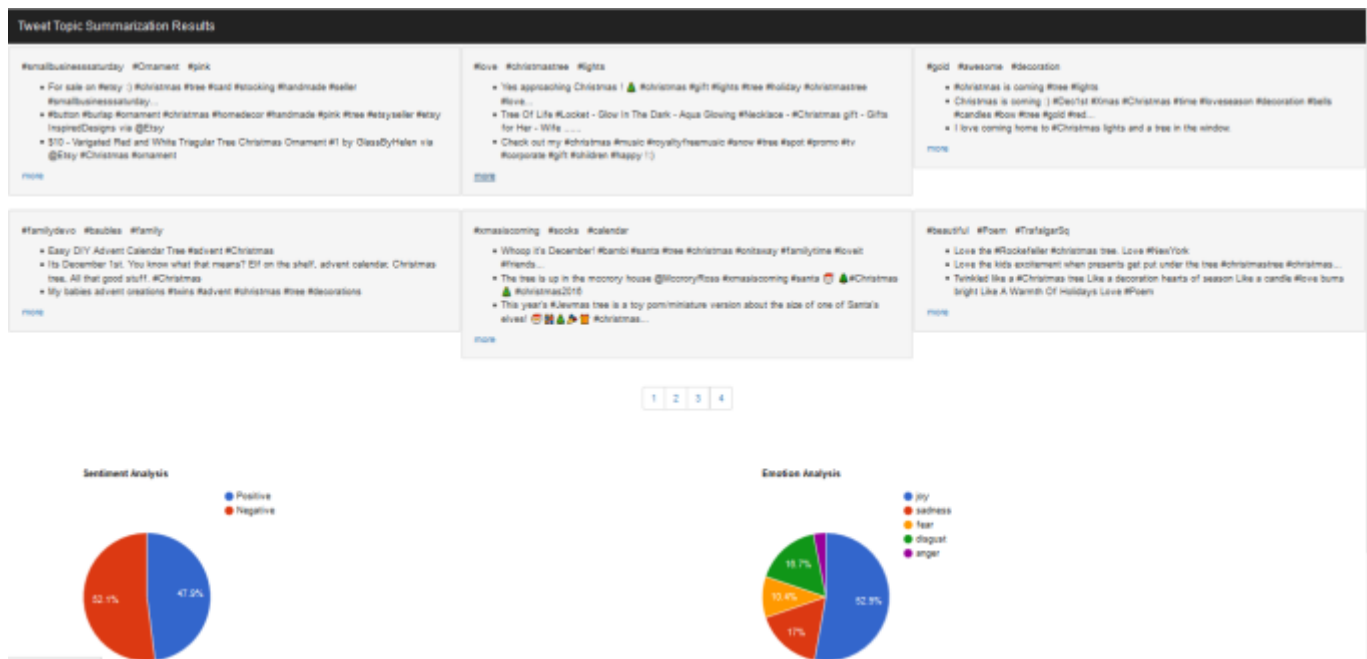 Tweet Topic Summarization Results
#smallbusinesssaturday #Ornament #pink
For sale on #etsy :) #christmas #tree #card #stocking #handmade #seller
#smallbusinesssaturday...
#button #burlap #ornament #christmas #homedecor #handmade #pink #tree #etsyseller #etsy
InspiredDesigns via @Etsy
$10 - Varigated Red and White Triagular Tree Christmas Ornament #1 by GlassByHelen via
@Etsy #Christmas #ornament
more
#love #christmastree #lights
Yes approaching Christmas ! 🎄 #christmas #gift #lights #tree #holiday #christmastree
#love...
Tree Of Life #Locket - Glow In The Dark - Aqua Glowing #Necklace - #Christmas gift - Gifts
for Her - Wife ......
Check out my #christmas #music #royaltyfreemusic #snow #tree #spot #promo #tv
#corporate #gift #children #happy !:)
more
#gold #awesome #decoration
#christmas is coming #tree #lights
Christmas is coming :) #Dec1st #Xmas #Christmas #time #loveseason #decoration #bells
#candles #bow #tree #gold #red...
I love coming home to #Christmas lights and a tree in the window.
more
#familydevo #baubles #family
Easy DIY Advent Calendar Tree #advent #Christmas
Its December 1st. You know what that means? Elf on the shelf, advent calendar, Christmas
tree, All that good stuff. #Christmas
My babies advent creations #twins #advent #christmas #tree #decorations
more
#xmasiscoming #socks #calendar
Whoop it's December! #bambi #santa #tree #christmas #onitsway #familytime #loveit
#friends...
The tree is up in the mccrory house @MccroryRoss #xmasiscoming #santa 🎅 🎄#Christmas
🎄 #christmas2016
This year's #Jewmas tree is a toy pom/miniature version about the size of one of Santa's
elves! #christmas...
more
#beautiful #Poem #TrafalgarSq
Love the #Rockefeller #christmas tree. Love #NewYork
Love the kids excitement when presents get put under the tree #christmastree #christmas...
Twinkled like a #Christmas tree Like a decoration hearts of season Like a candle #love burns
bright Like A Warmth Of Holidays Love #Poem
more
1 2 3 4
Sentiment Analysis
Positive
Negative
52.1%
47.9%
Emotion Analysis
joy
sadness
fear
disgust
anger
16.7%
10.4%
17%
52.9%